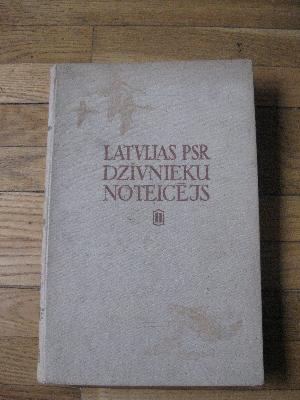 LATVIJAS PSR
DZĪVNIEKU
NOTEICĒJS
II